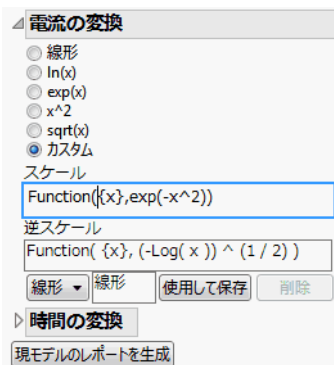 電流の変換
線形
ln(x)
exp(x)
x^2
sqrt(x)
カスタム
スケール
Function({x},exp(-x^2))
逆スケール
Function( {x}, (-Log( x )) ^ (1 / 2) )
線形 線形 使用して保存 削除
時間の変換
現モデルのレポートを生成